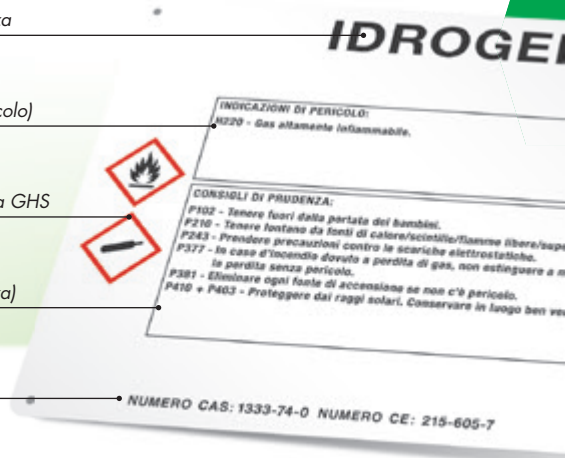 IDROGE
colo)
INDICAZIONI DI PERICOLO:
H220 - Gas altamente infiammabile.
a GHS
CONSIGLI DI PRUDENZA:
P102 - Tenere fuori dalla portata dei bambini.
P210 - Tenere lontano da fonti di calore/scintille/fiamme libere/supe
P243 - Prendere precauzioni contro le scariche elettrostatiche.
P377 - In caso d'incendio dovuto a perdita di gas, non estinguere a m
la perdita senza pericolo.
P381 - Eliminare ogni fonte di accensione se non c'è pericolo.
P410 + P403 - Proteggere dai raggi solari. Conservare in luogo ben ve
NUMERO CAS: 1333-74-0 NUMERO CE: 215-605-7